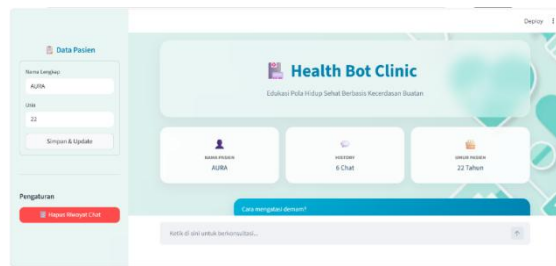 Deploy
Data Pasien
Nama Lengkap
AURA
Usia
22
Simpan & Update
Pengaturan
Hapus Riwayat Chat
Health Bot Clinic
Edukasi Pola Hidup Sehat Berbasis Kecerdasan Buatan
NAMA PASIEN
AURA
HISTORY
6 Chat
UMUR PASIEN
22 Tahun
Cara mengatasi demam?
Ketik di sini untuk berkonsultasi...